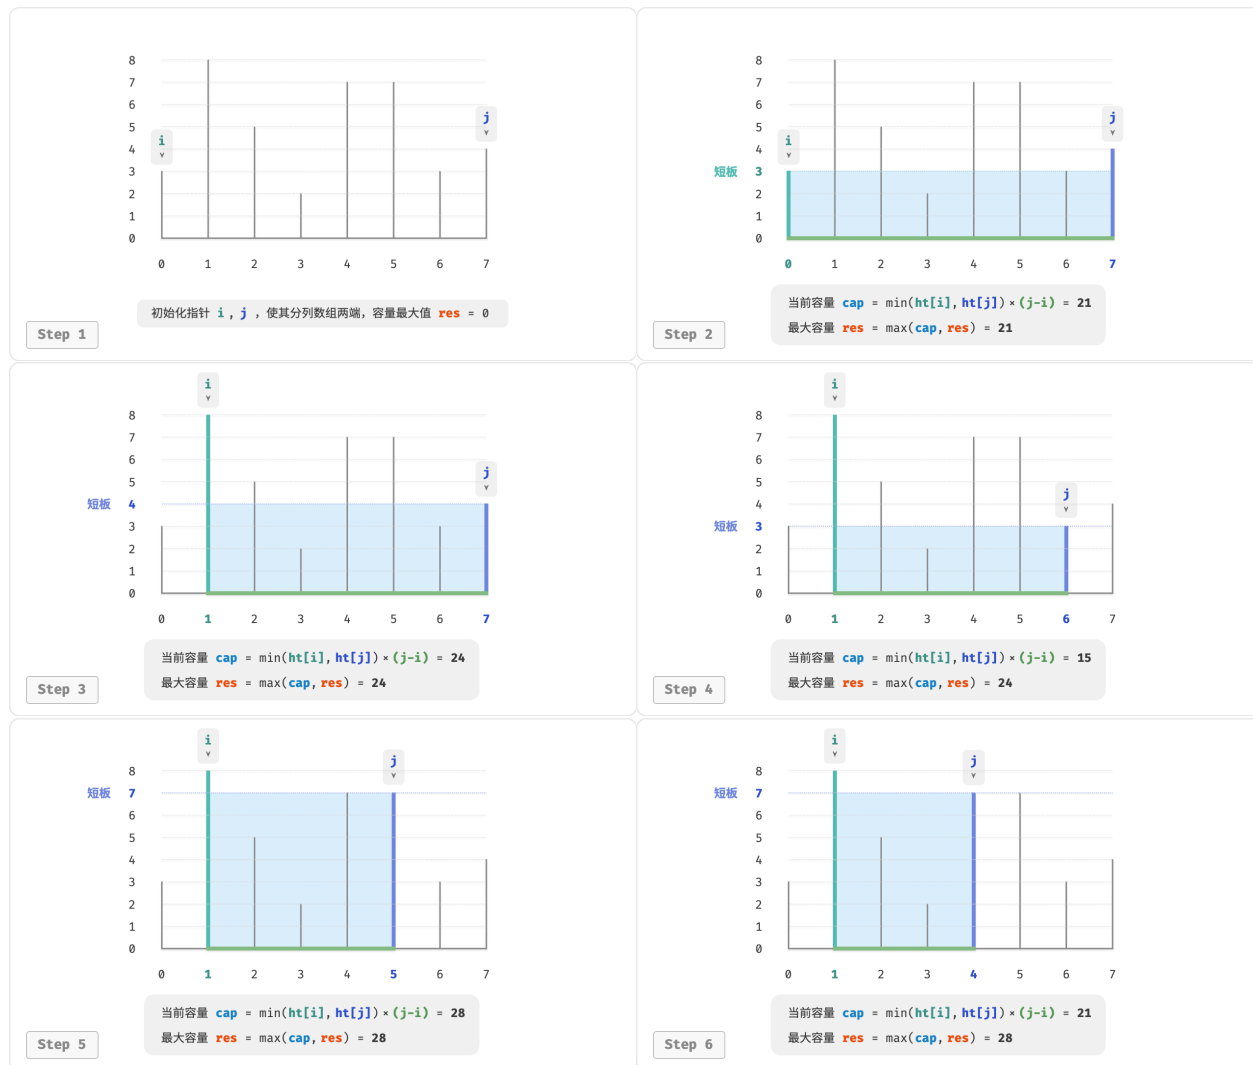 i
j
8
7
6
5
4
3
2
1
0
0 1 2 3 4 5 6 7
初始化指针 i , j ，使其分列数组两端，容量最大值 res = 0
Step 1
i
j
8
7
6
5
4
短板 3
2
1
0
0 1 2 3 4 5 6 7
当前容量 cap = min(ht[i], ht[j]) × (j-i) = 21
最大容量 res = max(cap, res) = 21
Step 2
i
j
8
7
6
5
短板 4
3
2
1
0
0 1 2 3 4 5 6 7
当前容量 cap = min(ht[i], ht[j]) × (j-i) = 24
最大容量 res = max(cap, res) = 24
Step 3
i
j
8
7
6
5
4
短板 3
2
1
0
0 1 2 3 4 5 6 7
当前容量 cap = min(ht[i], ht[j]) × (j-i) = 15
最大容量 res = max(cap, res) = 24
Step 4
i
j
8
短板 7
6
5
4
3
2
1
0
0 1 2 3 4 5 6 7
当前容量 cap = min(ht[i], ht[j]) × (j-i) = 28
最大容量 res = max(cap, res) = 28
Step 5
i
j
8
短板 7
6
5
4
3
2
1
0
0 1 2 3 4 5 6 7
当前容量 cap = min(ht[i], ht[j]) × (j-i) = 21
最大容量 res = max(cap, res) = 28
Step 6